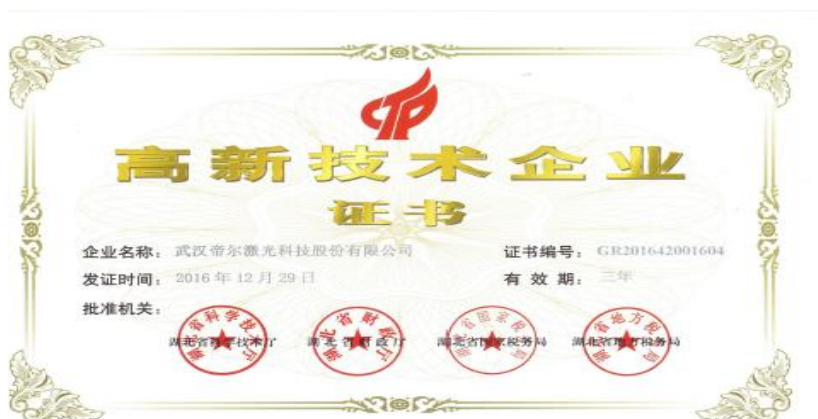 高新技术企业
证书
企业名称：武汉帝尔激光科技股份有限公司 证书编号：GR201642001604
发证时间：2016年12月29日 有效期：三年
批准机关：
湖北省科学技术厅 湖北省财政厅 湖北省国家税务局 湖北省地方税务局